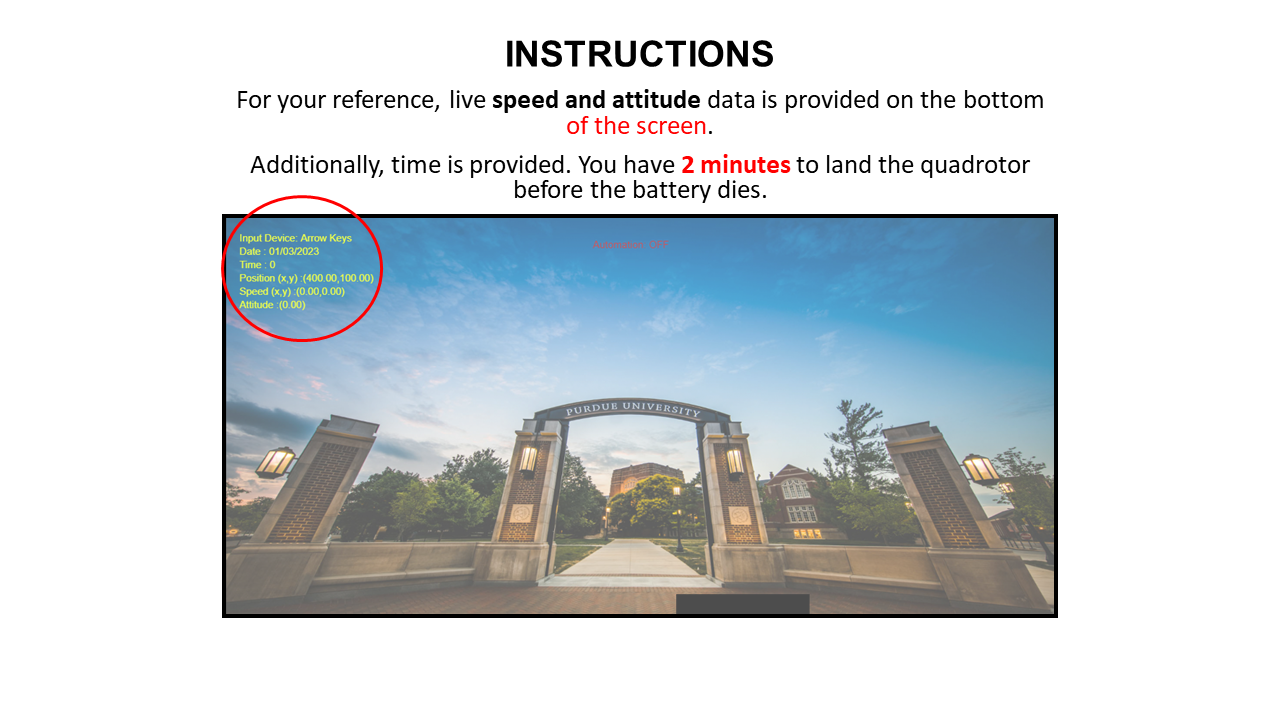 INSTRUCTIONS
For your reference, live speed and attitude data is provided on the bottom
of the screen.
Additionally, time is provided. You have 2 minutes to land the quadrotor
before the battery dies.
Input Device: Arrow Keys
Date : 01/03/2023
Time : 0
Position (x,y) :(400.00,100.00)
Speed (x,y) :(0.00,0.00)
Attitude :(0.00)
Automation: OFF
PURDUE UNIVERSITY